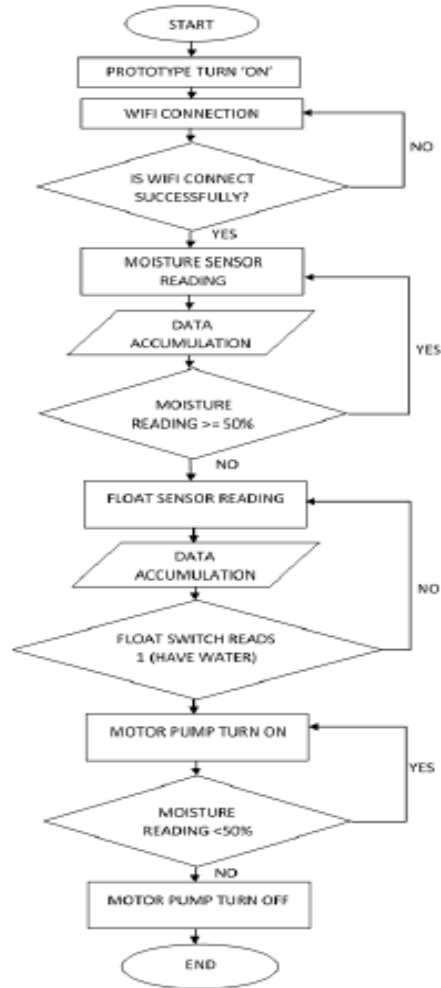 START
PROTOTYPE TURN 'ON'
WIFI CONNECTION
NO
IS WIFI CONNECT
SUCCESSFULLY?
YES
MOISTURE SENSOR
READING
DATA
ACCUMULATION
YES
MOISTURE
READING >= 50%
NO
FLOAT SENSOR READING
DATA
ACCUMULATION
NO
FLOAT SWITCH READS
1 (HAVE WATER)
MOTOR PUMP TURN ON
YES
MOISTURE
READING <50%
NO
MOTOR PUMP TURN OFF
END